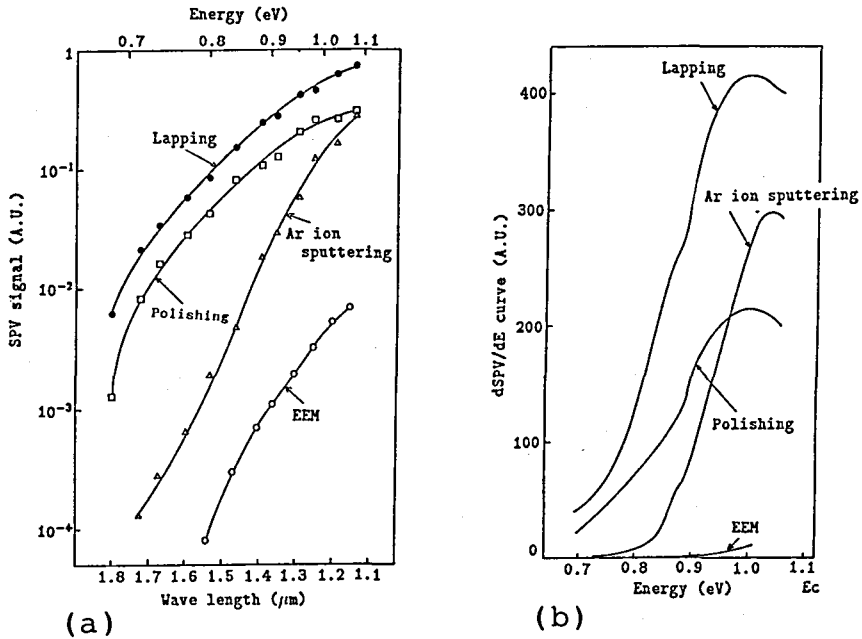 Energy (eV)
0.7 0.8 0.9 1.0 1.1
1
10⁻¹
10⁻²
10⁻³
10⁻⁴
SPV signal (A.U.)
Lapping
Ar ion
sputtering
Polishing
EEM
1.8 1.7 1.6 1.5 1.4 1.3 1.2 1.1
Wave length (μm)
(a)
400
300
200
100
0
dSPV/dE curve (A.U.)
Lapping
Ar ion sputtering
Polishing
EEM
0.7 0.8 0.9 1.0 1.1
Energy (eV) Ec
(b)